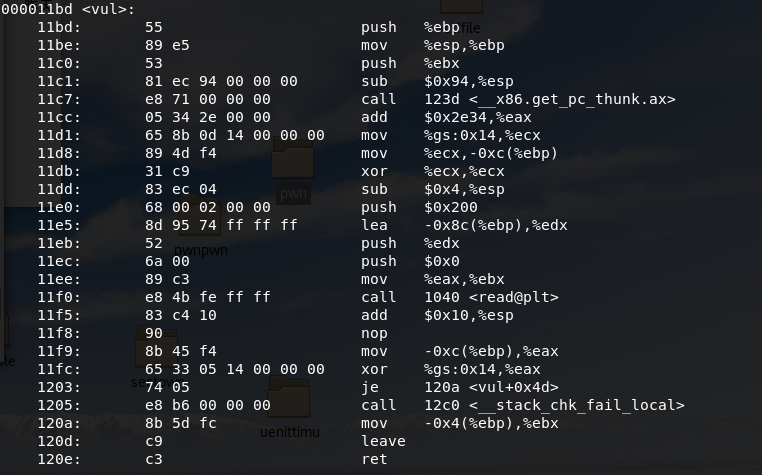 000011bd <vul>:
11bd: 55 push %ebp
11be: 89 e5 mov %esp,%ebp
11c0: 53 push %ebx
11c1: 81 ec 94 00 00 00 sub $0x94,%esp
11c7: e8 71 00 00 00 call 123d <__x86.get_pc_thunk.ax>
11cc: 05 34 2e 00 00 add $0x2e34,%eax
11d1: 65 8b 0d 14 00 00 00 mov %gs:0x14,%ecx
11d8: 89 4d f4 mov %ecx,-0xc(%ebp)
11db: 31 c9 xor %ecx,%ecx
11dd: 83 ec 04 sub $0x4,%esp
11e0: 68 00 02 00 00 push $0x200
11e5: 8d 95 74 ff ff ff lea -0x8c(%ebp),%edx
11eb: 52 push %edx
11ec: 6a 00 push $0x0
11ee: 89 c3 mov %eax,%ebx
11f0: e8 4b fe ff ff call 1040 <read@plt>
11f5: 83 c4 10 add $0x10,%esp
11f8: 90 nop
11f9: 8b 45 f4 mov -0xc(%ebp),%eax
11fc: 65 33 05 14 00 00 00 xor %gs:0x14,%eax
1203: 74 05 je 120a <vul+0x4d>
1205: e8 b6 00 00 00 call 12c0 <__stack_chk_fail_local>
120a: 8b 5d fc mov -0x4(%ebp),%ebx
120d: c9 leave
120e: c3 ret
pwn
pwnpwn
uenittimu